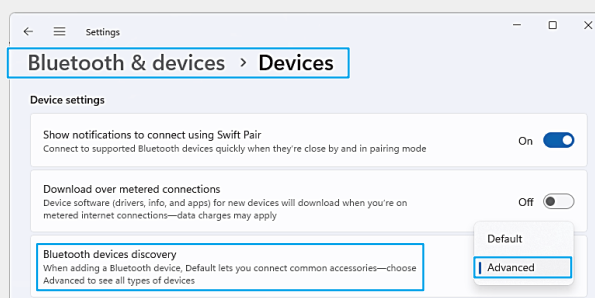 Settings
Bluetooth & devices > Devices
Device settings
Show notifications to connect using Swift Pair
Connect to supported Bluetooth devices quickly when they're close by and in pairing mode
On
Download over metered connections
Device software (drivers, info, and apps) for new devices will download when you're on
metered internet connections—data charges may apply
Off
Bluetooth devices discovery
When adding a Bluetooth device, Default lets you connect common accessories—choose
Advanced to see all types of devices
Default
Advanced